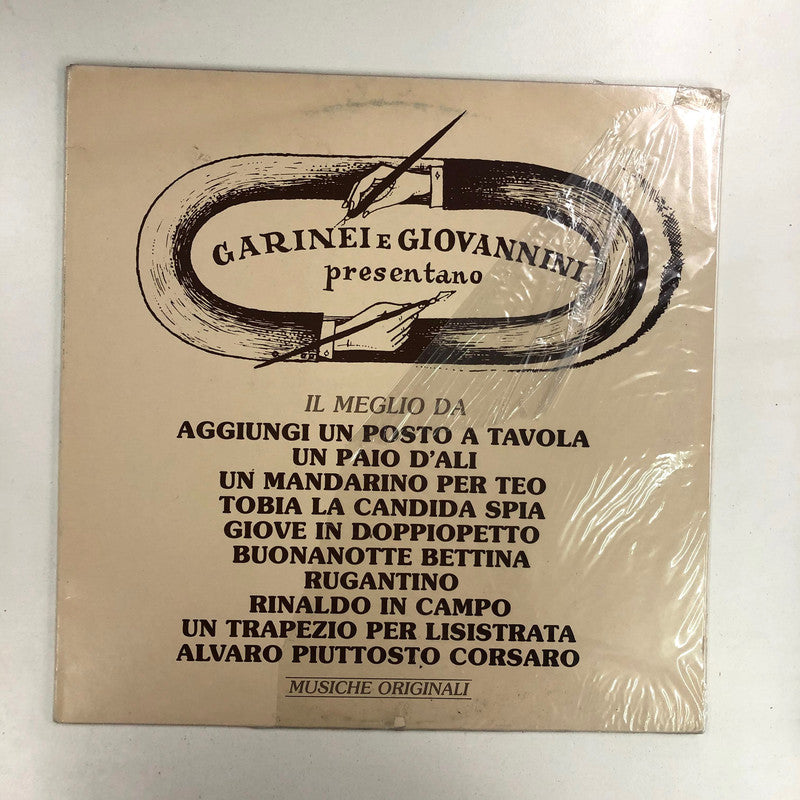 GARINEI E GIOVANNINI
presentano
IL MEGLIO DA
AGGIUNGI UN POSTO A TAVOLA
UN PAIO D'ALI
UN MANDARINO PER TEO
TOBIA LA CANDIDA SPIA
GIOVE IN DOPPIOPETTO
BUONANOTTE BETTINA
RUGANTINO
RINALDO IN CAMPO
UN TRAPEZIO PER LISISTRATA
ALVARO PIUTTOSTO CORSARO
MUSICHE ORIGINALI